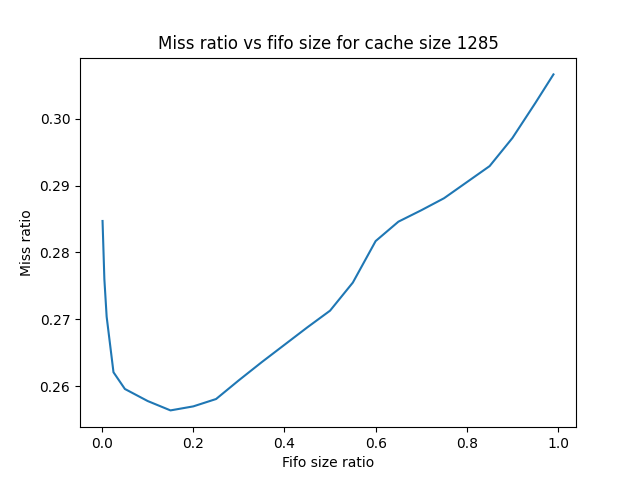 Miss ratio vs fifo size for cache size 1285
Miss ratio
0.30
0.29
0.28
0.27
0.26
0.0 0.2 0.4 0.6 0.8 1.0
Fifo size ratio